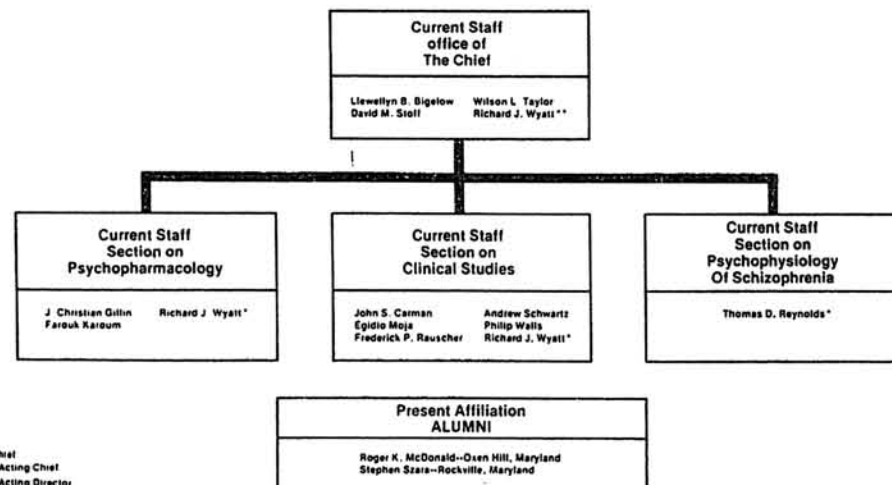 Current Staff
office of
The Chief
Llewellyn B. Bigelow Wilson L. Taylor
David M. Stoff Richard J. Wyatt**
Current Staff
Section on
Psychopharmacology
J. Christian Gillin Richard J. Wyatt*
Farouk Karoum
Current Staff
Section on
Clinical Studies
John S. Carman Andrew Schwartz
Egidio Moja Philip Walls
Frederick P. Rauscher Richard J. Wyatt*
Current Staff
Section on
Psychophysiology
Of Schizophrenia
Thomas D. Reynolds*
Present Affiliation
ALUMNI
Roger K. McDonald--Oxen Hill, Maryland
Stephen Szara--Rockville, Maryland
Acting Chief
Acting Director